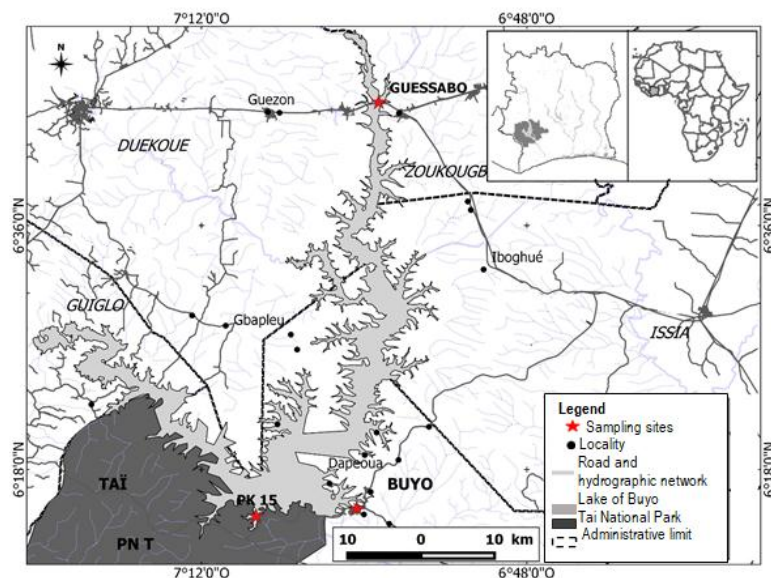 7°12'0"O
6°48'0"O
N
GUESSABO
Guezon
DUEKOUE
ZOUKOUGB
6°36'0"N
6°36'0"N
Iboghué
GUIGLO
Gbapleu
ISSIA
Legend
Sampling sites
Locality
Road and
hydrographic network
Lake of Buyo
Tai National Park
Administrative limit
6°18'0"N
6°18'0"N
Dapeoua
TAÏ
BUYO
PK 15
PN T
10 0 10 km
7°12'0"O
6°48'0"O